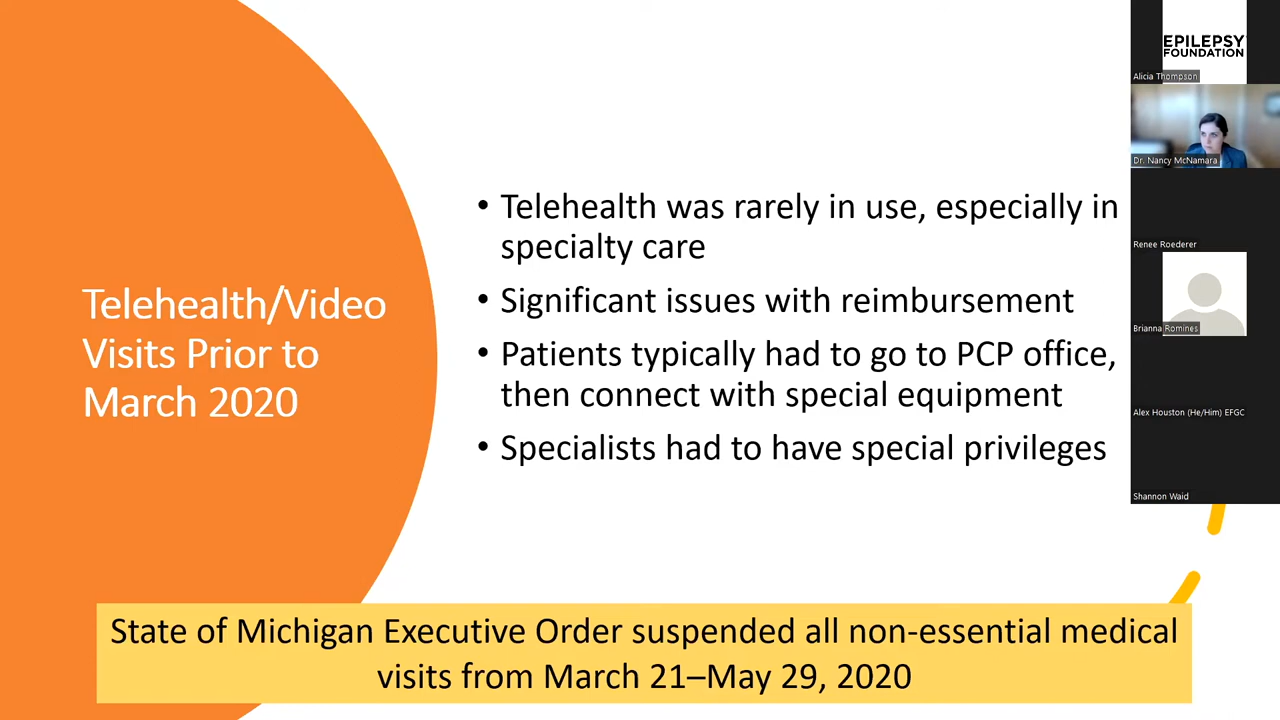 Telehealth/Video
Visits Prior to
March 2020
• Telehealth was rarely in use, especially in
specialty care
• Significant issues with reimbursement
• Patients typically had to go to PCP office,
then connect with special equipment
• Specialists had to have special privileges
State of Michigan Executive Order suspended all non-essential medical
visits from March 21–May 29, 2020
EPILEPSY
FOUNDATION
Alicia Thompson
Dr. Nancy McNamara
Renee Roederer
Brianna Romines
Alex Houston (He/Him) EFGC
Shannon Waid